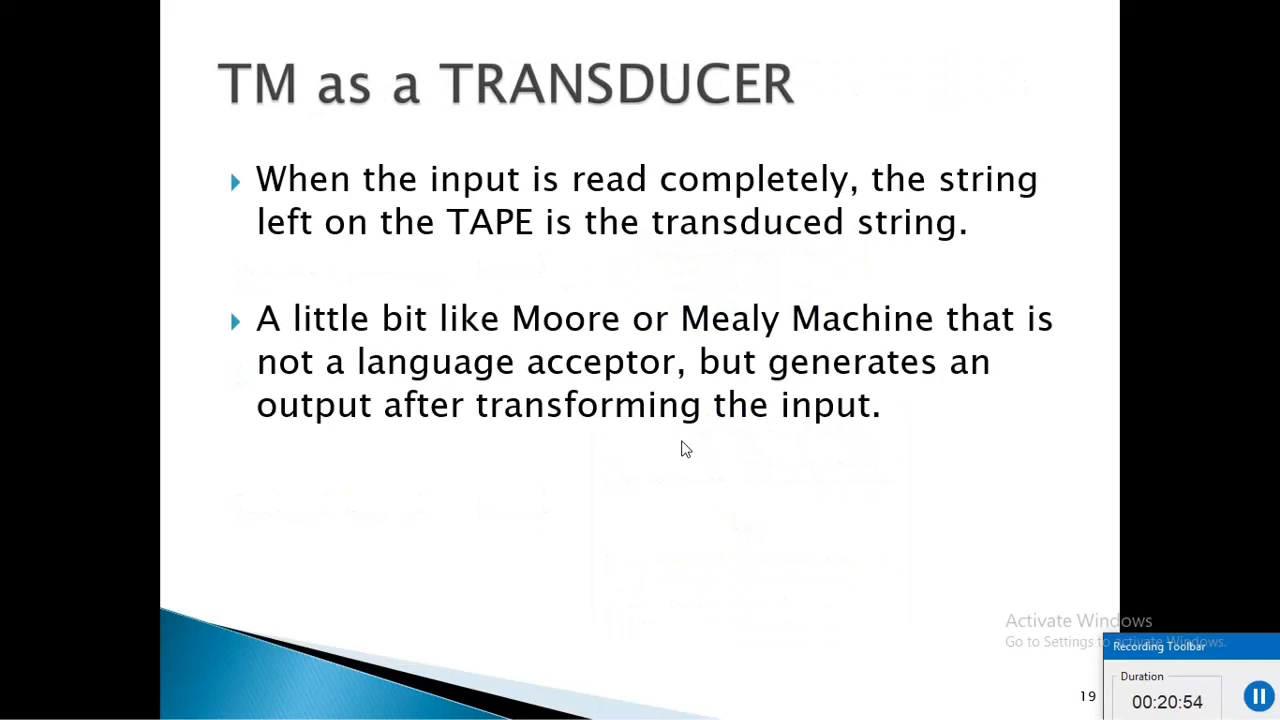 TM as a TRANSDUCER
When the input is read completely, the string
left on the TAPE is the transduced string.
A little bit like Moore or Mealy Machine that is
not a language acceptor, but generates an
output after transforming the input.
Activate Windows
Go to Settings to activate Windows.
Recording Toolbar
Duration
19
00:20:54